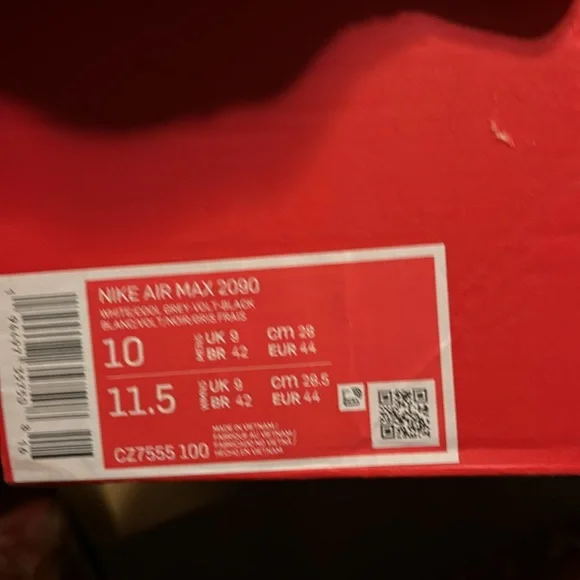 NIKE AIR MAX 2090
WHITE/COOL GREY-VOLT-BLACK
BLANC/VOLT/NOIR/GRIS FRAIS
10 MENS UK 9 cm 28
BR 42 EUR 44
11.5 UK 9 cm 28.5
BR 42 EUR 44
CZ7555 100
MADE IN VIETNAM /
FABRIQUÉ AU VIETNAM /
FABRICADO NO VIETNÃ /
HECHO EN VIETNAM